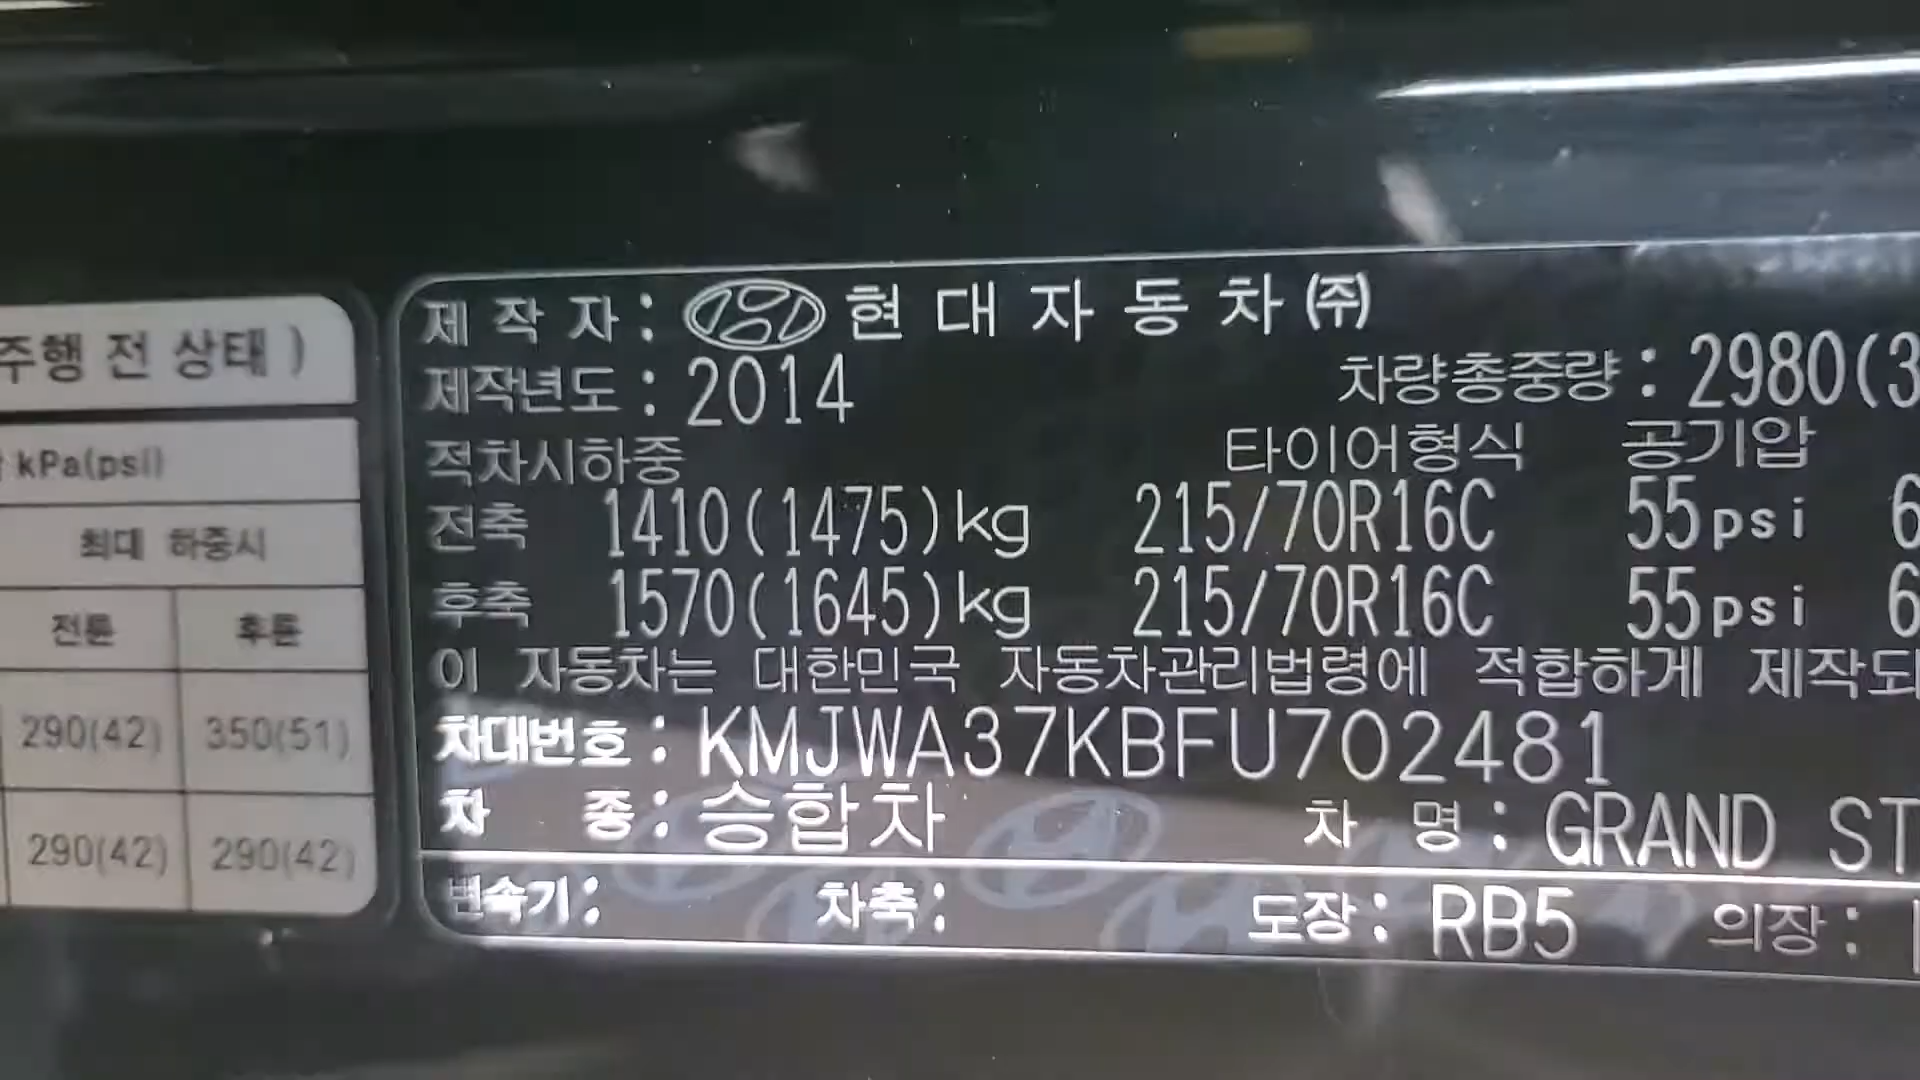 주행 전 상태 )
kPa(psi)
최대 하중시
전륜 후륜
290(42) 350(51)
290(42) 290(42)
제 작 자 : 현 대 자 동 차 ㈜
제작년도 : 2014
차량총중량 : 2980(3
적차시하중 타이어형식 공기압
전축 1410(1475)kg 215/70R16C 55psi 6
후축 1570(1645)kg 215/70R16C 55psi 6
이 자동차는 대한민국 자동차관리법령에 적합하게 제작되
차대번호 : KMJWA37KBFU702481
차 종 : 승합차 차 명 : GRAND ST
변속기 : 차축 : 도장 : RB5 의장 :